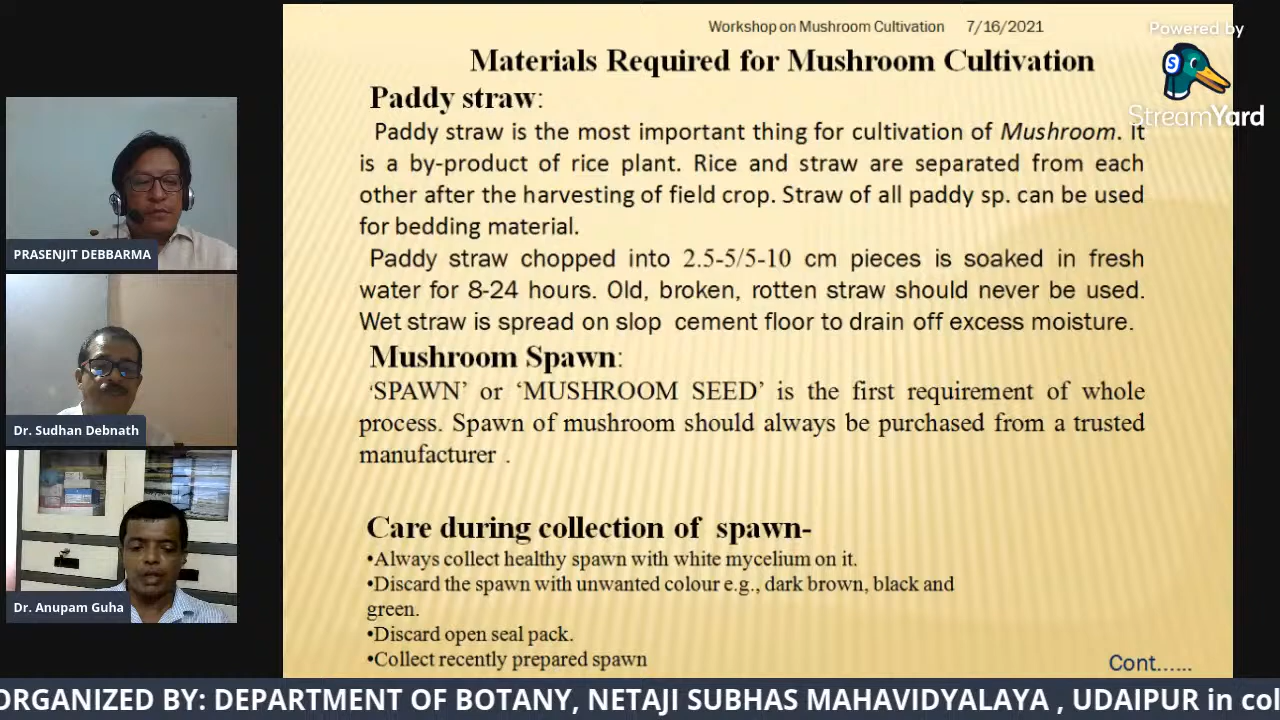 Workshop on Mushroom Cultivation 7/16/2021
Powered by
StreamYard
Materials Required for Mushroom Cultivation
Paddy straw:
Paddy straw is the most important thing for cultivation of Mushroom. It
is a by-product of rice plant. Rice and straw are separated from each
other after the harvesting of field crop. Straw of all paddy sp. can be used
for bedding material.
Paddy straw chopped into 2.5-5/5-10 cm pieces is soaked in fresh
water for 8-24 hours. Old, broken, rotten straw should never be used.
Wet straw is spread on slop cement floor to drain off excess moisture.
Mushroom Spawn:
‘SPAWN’ or ‘MUSHROOM SEED’ is the first requirement of whole
process. Spawn of mushroom should always be purchased from a trusted
manufacturer .
Care during collection of spawn-
•Always collect healthy spawn with white mycelium on it.
•Discard the spawn with unwanted colour e.g., dark brown, black and
green.
•Discard open seal pack.
•Collect recently prepared spawn
Cont......
PRASENJIT DEBBARMA
Dr. Sudhan Debnath
Dr. Anupam Guha
ORGANIZED BY: DEPARTMENT OF BOTANY, NETAJI SUBHAS MAHAVIDYALAYA , UDAIPUR in col